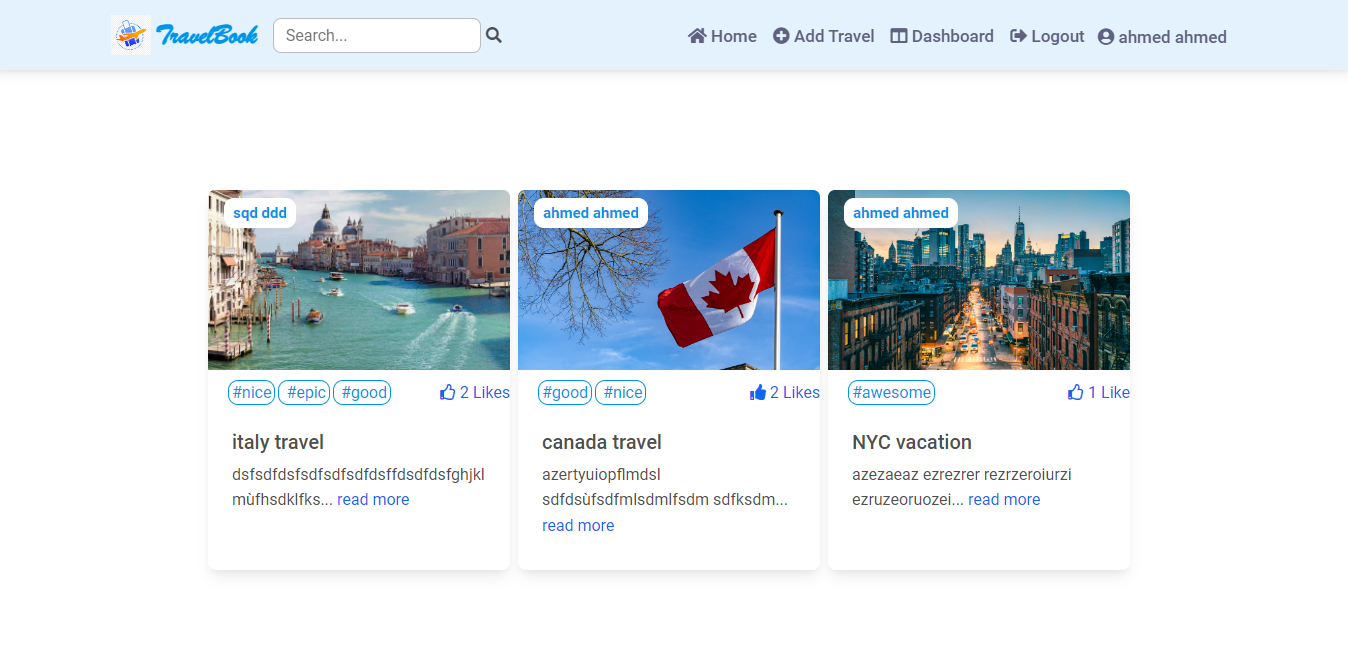 TravelBook Search... Home Add Travel Dashboard Logout ahmed ahmed
sqd ddd
#nice #epic #good 2 Likes
italy travel
dsfsdfdsfsdfsdfsdfdsffdsdfdsfghjkl
mùfhsdklfks... read more
ahmed ahmed
#good #nice 2 Likes
canada travel
azertyuiopflmdsl
sdfdsùfsdfmlsdmlfsdm sdfksdm...
read more
ahmed ahmed
#awesome 1 Like
NYC vacation
azezaeaz ezrezrer rezrzeroiurzi
ezruzeoruozei... read more